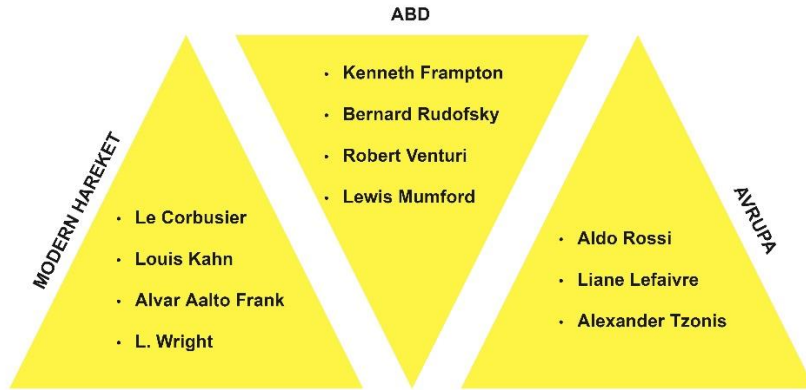 ABD
MODERN HAREKET
• Le Corbusier
• Louis Kahn
• Alvar Aalto Frank
• L. Wright
• Kenneth Frampton
• Bernard Rudofsky
• Robert Venturi
• Lewis Mumford
AVRUPA
• Aldo Rossi
• Liane Lefaivre
• Alexander Tzonis